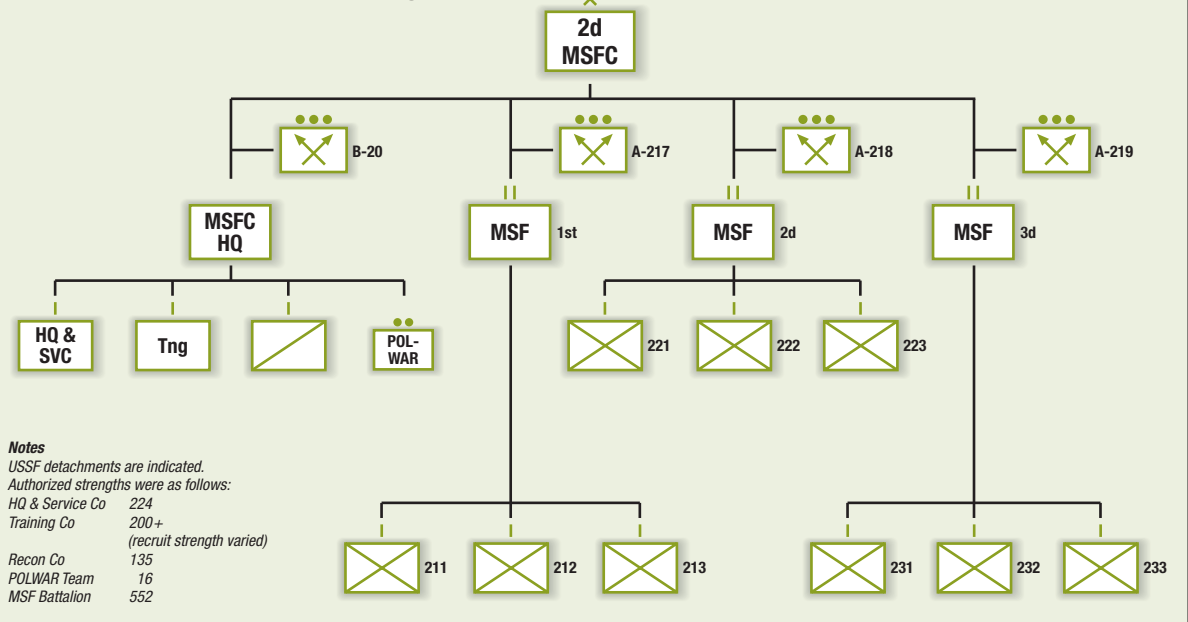 2d
MSFC
B-20
A-217
A-218
A-219
MSFC
HQ
MSF
1st
MSF
2d
MSF
3d
HQ &
SVC
Tng
POL-
WAR
221
222
223
Notes
USSF detachments are indicated.
Authorized strengths were as follows:
HQ & Service Co 224
Training Co 200+
(recruit strength varied)
Recon Co 135
POLWAR Team 16
MSF Battalion 552
211
212
213
231
232
233